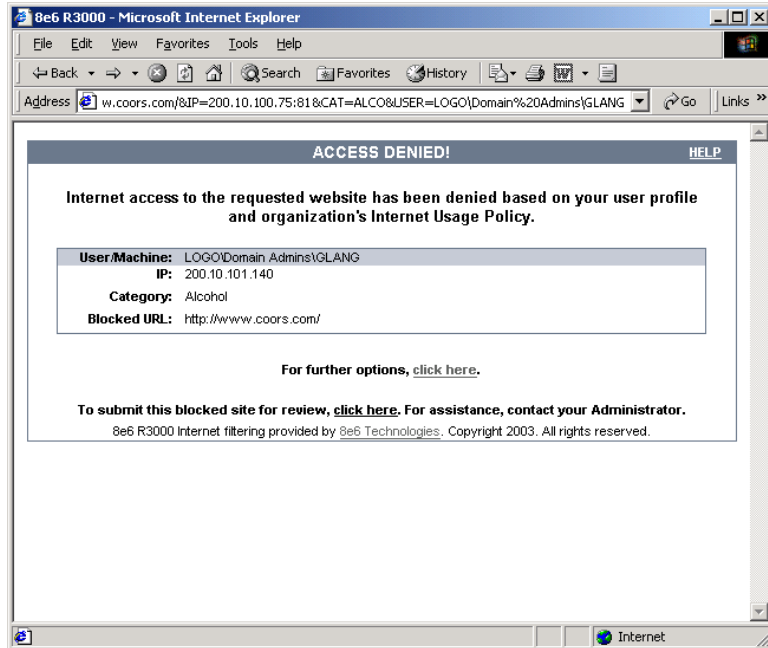 8e6 R3000 - Microsoft Internet Explorer
File Edit View Favorites Tools Help
Back Search Favorites History
Address w.coors.com/&IP=200.10.100.75:81&CAT=ALCO&USER=LOGO\Domain%20Admins\GLANG Go Links »
ACCESS DENIED! HELP
Internet access to the requested website has been denied based on your user profile
and organization's Internet Usage Policy.
User/Machine: LOGO\Domain Admins\GLANG
IP: 200.10.101.140
Category: Alcohol
Blocked URL: http://www.coors.com/
For further options, click here.
To submit this blocked site for review, click here. For assistance, contact your Administrator.
8e6 R3000 Internet filtering provided by 8e6 Technologies. Copyright 2003. All rights reserved.
Internet